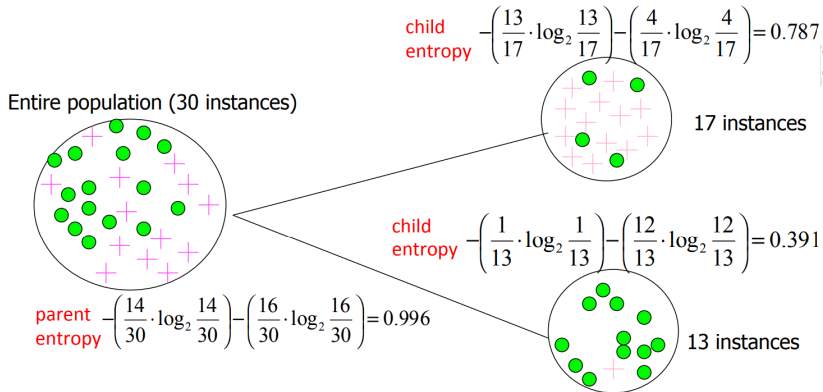 child entropy −(13/17 · log₂ 13/17) − (4/17 · log₂ 4/17) = 0.787
Entire population (30 instances)
17 instances
child entropy −(1/13 · log₂ 1/13) − (12/13 · log₂ 12/13) = 0.391
parent entropy −(14/30 · log₂ 14/30) − (16/30 · log₂ 16/30) = 0.996
13 instances